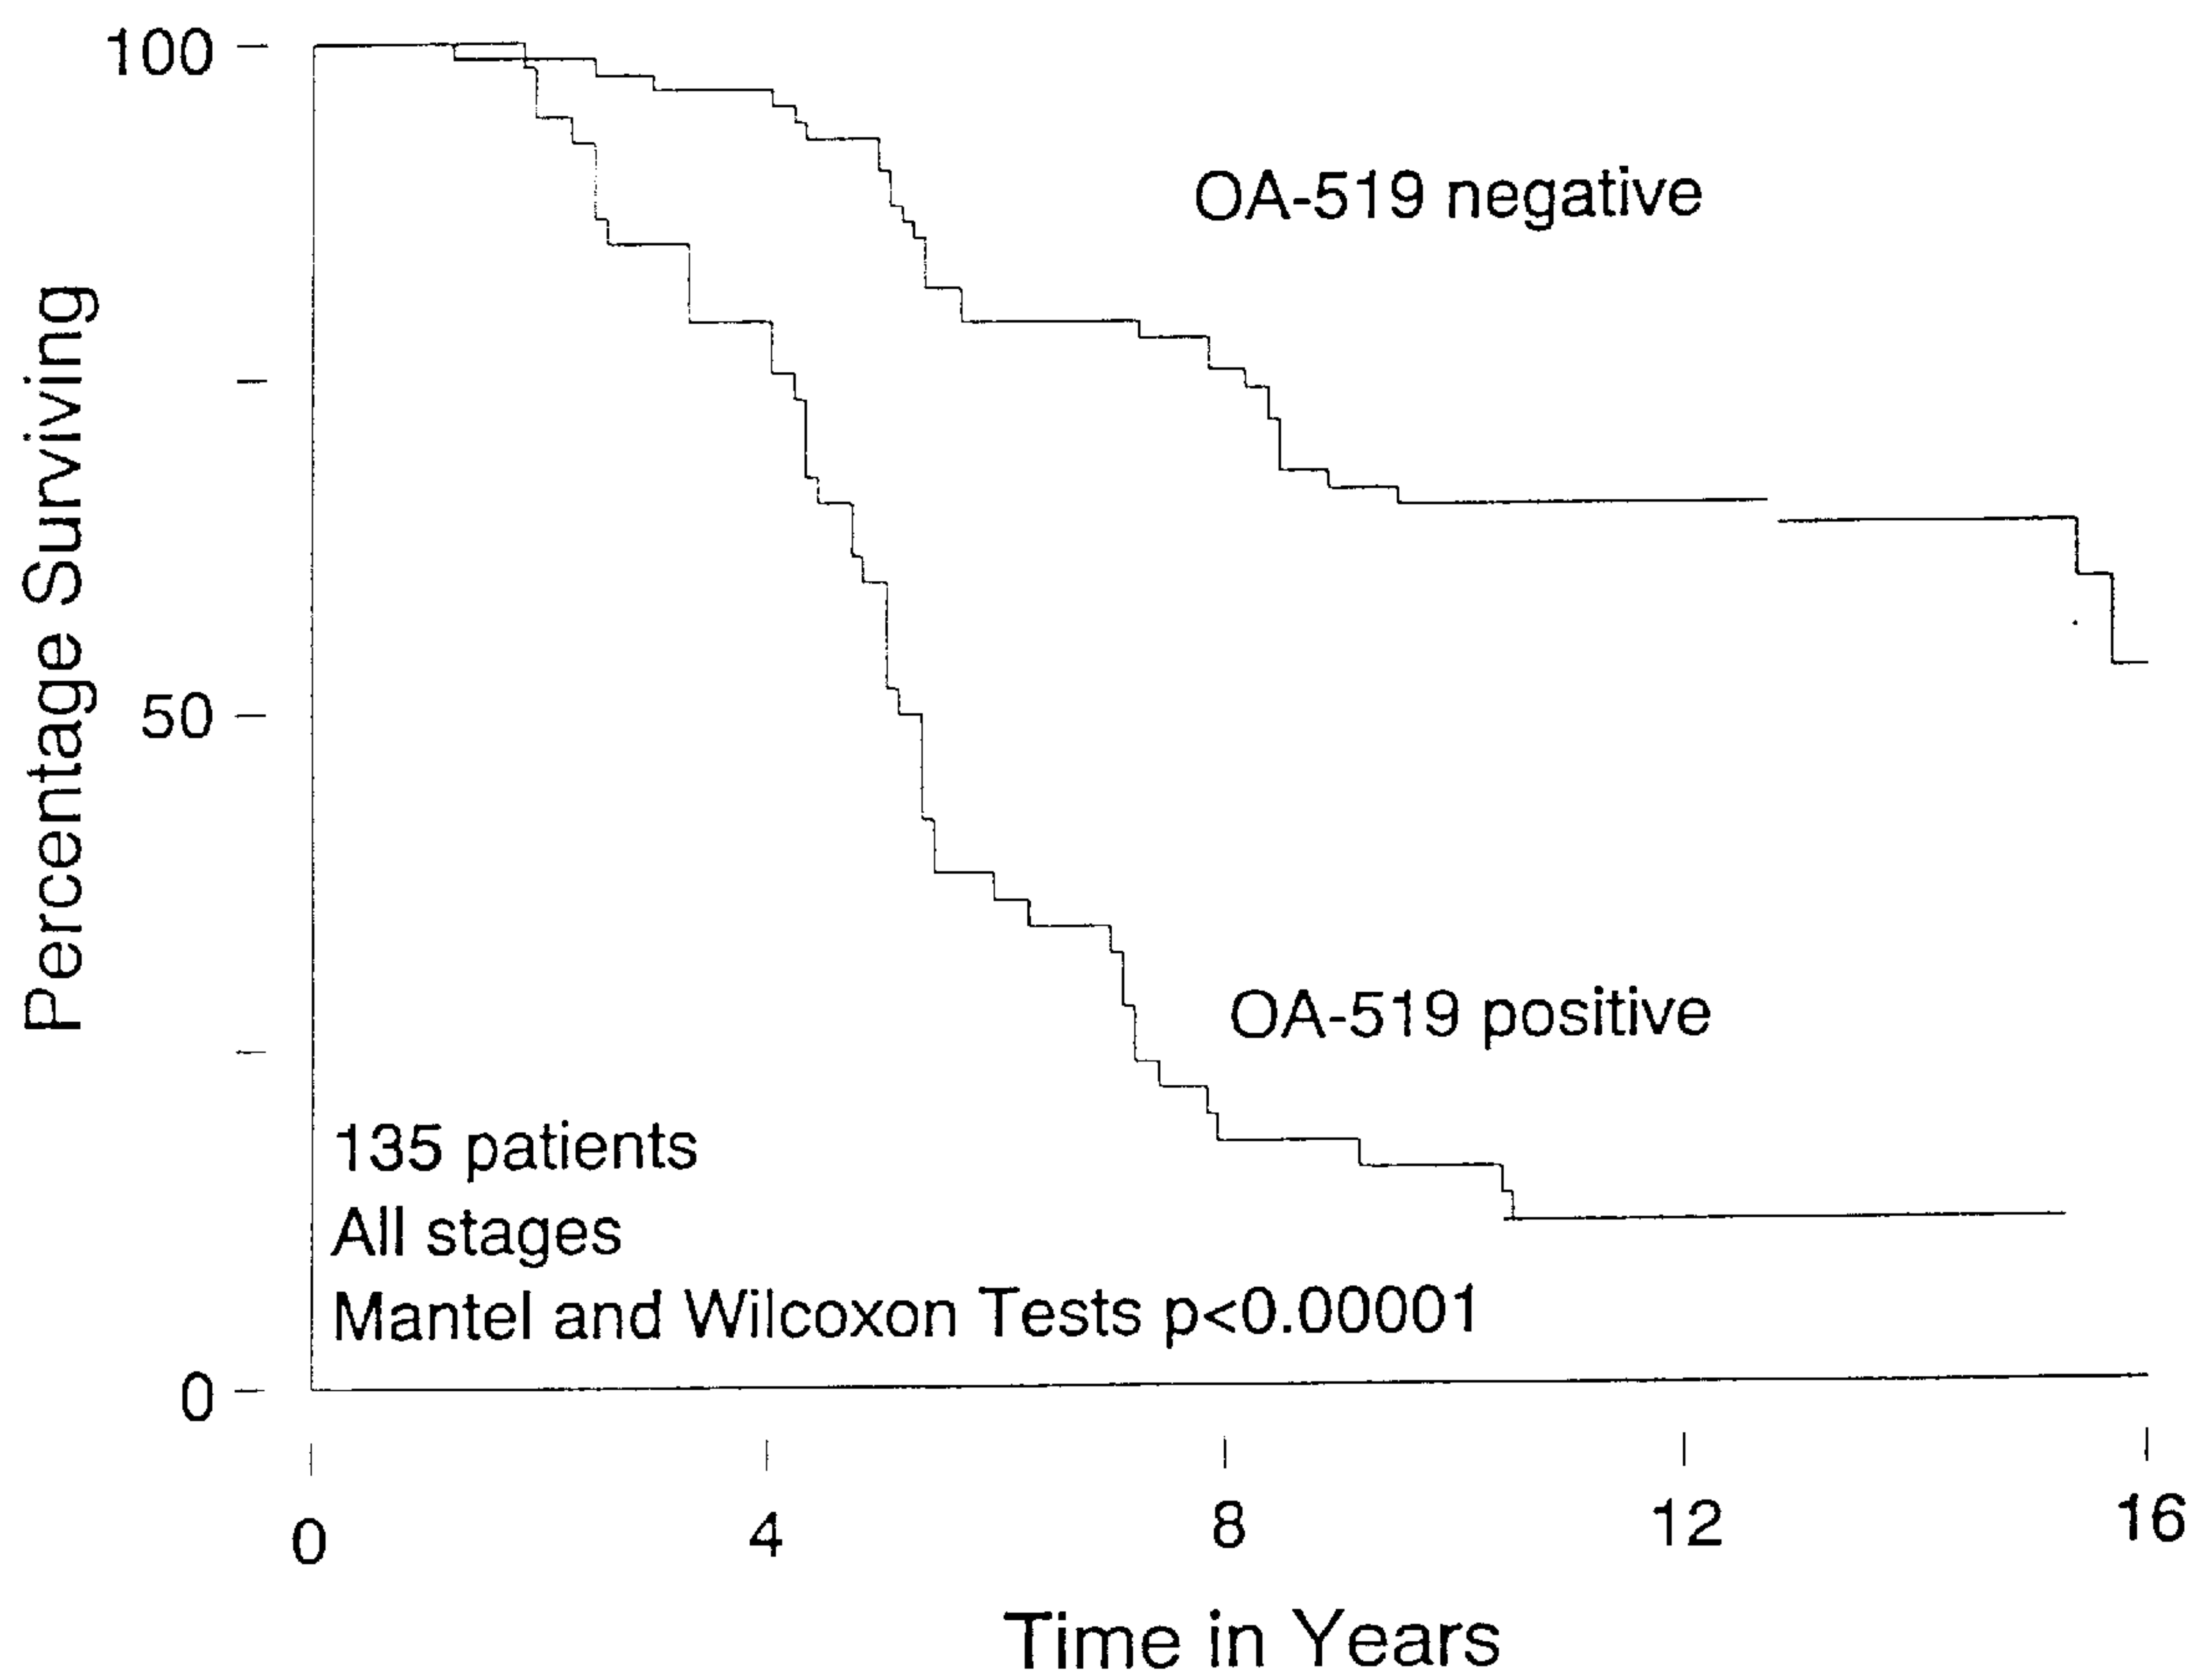 Percentage Surviving
100
50
0
OA-519 negative
OA-519 positive
135 patients
All stages
Mantel and Wilcoxon Tests p<0.00001
0 4 8 12 16
Time in Years